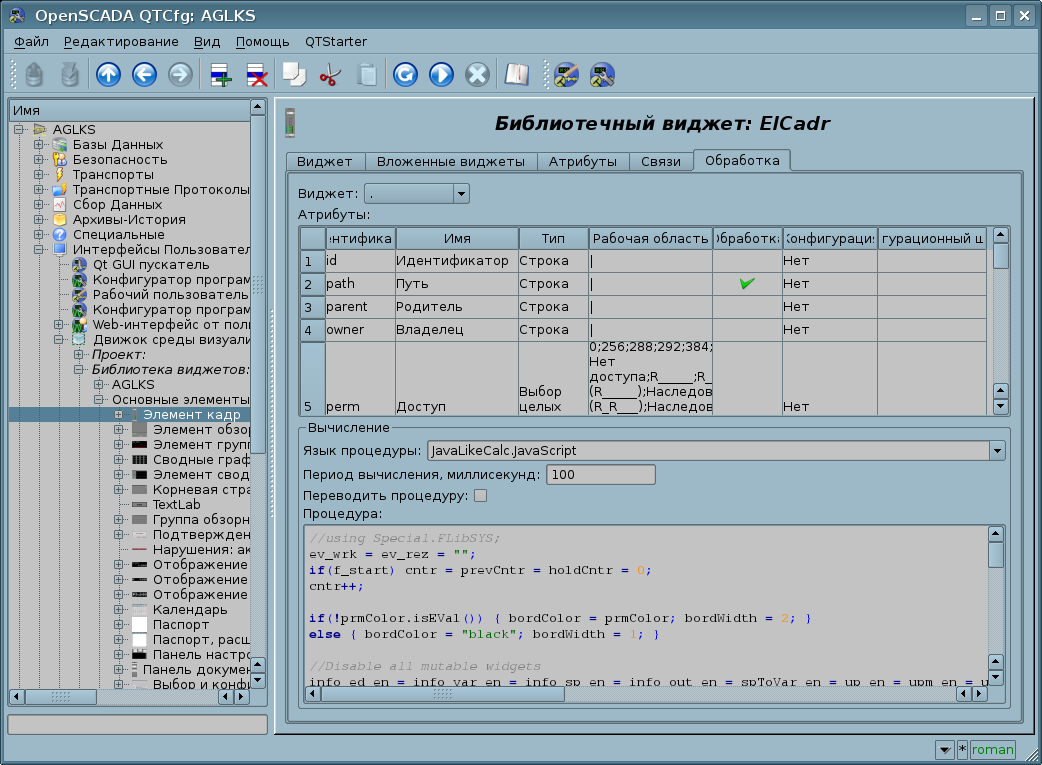 OpenSCADA QTCfg: AGLKS
Файл Редактирование Вид Помощь QTStarter
Имя
AGLKS
Базы Данных
Безопасность
Транспорты
Транспортные Протоколы
Сбор Данных
Архивы-История
Специальные
Интерфейсы Пользовател
Qt GUI пускатель
Конфигуратор програм
Рабочий пользователь
Конфигуратор програм
Web-интерфейс от пол
Движок среды визуали
Проект:
Библиотека виджетов:
AGLKS
Основные элементы
Элемент кадр
Элемент обзор
Элемент групп
Сводные граф
Элемент свод
Корневая стра
TextLab
Группа обзорн
Подтвержден
Нарушения: ак
Отображение
Отображение
Отображение
Календарь
Паспорт
Паспорт, расш
Панель настро
Панель докумен
Выбор и конфи
Библиотечный виджет: ElCadr
Виджет Вложенные виджеты Атрибуты Связи Обработка
Виджет: .
Атрибуты:
нтифика Имя Тип Рабочая область Обработка Конфигураци гурационный ш
1 id Идентификатор Строка | Нет
2 path Путь Строка | Нет
3 parent Родитель Строка | Нет
4 owner Владелец Строка | Нет
5 perm Доступ Выбор целых 0;256;288;292;384; Нет доступа;R_____;R_ (R_____);Наследов (R_R___);Наследов Нет
Вычисление
Язык процедуры: JavaLikeCalc.JavaScript
Период вычисления, миллисекунд: 100
Переводить процедуру:
Процедура:
//using Special.FLibSYS;
ev_wrk = ev_rez = "";
if(f_start) cntr = prevCntr = holdCntr = 0;
cntr++;
if(!prmColor.isEVal()) { bordColor = prmColor; bordWidth = 2; }
else { bordColor = "black"; bordWidth = 1; }
//Disable all mutable widgets
info_ed_en = info_var_en = info_sp_en = info_out_en = spToVar_en = up_en = upm_en = u
* roman